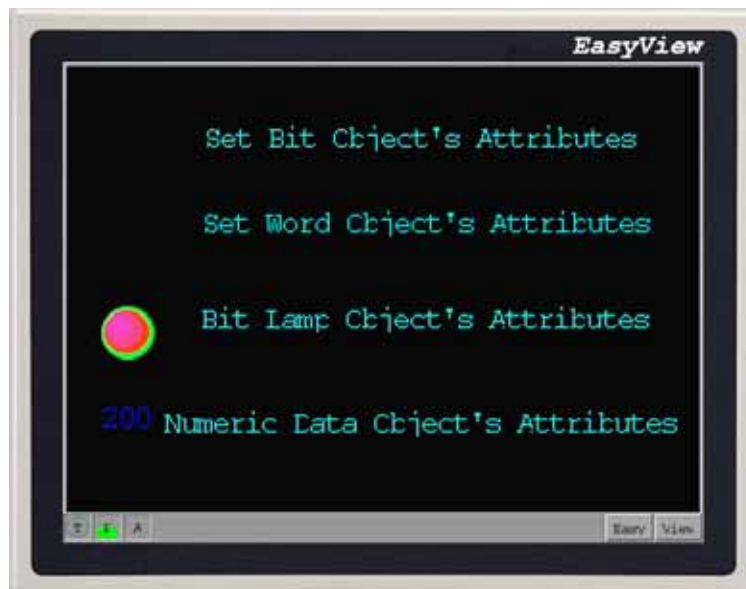 EasyView
Set Bit Object's Attributes
Set Word Object's Attributes
Bit Lamp Object's Attributes
200 Numeric Data Object's Attributes
A
Easy View